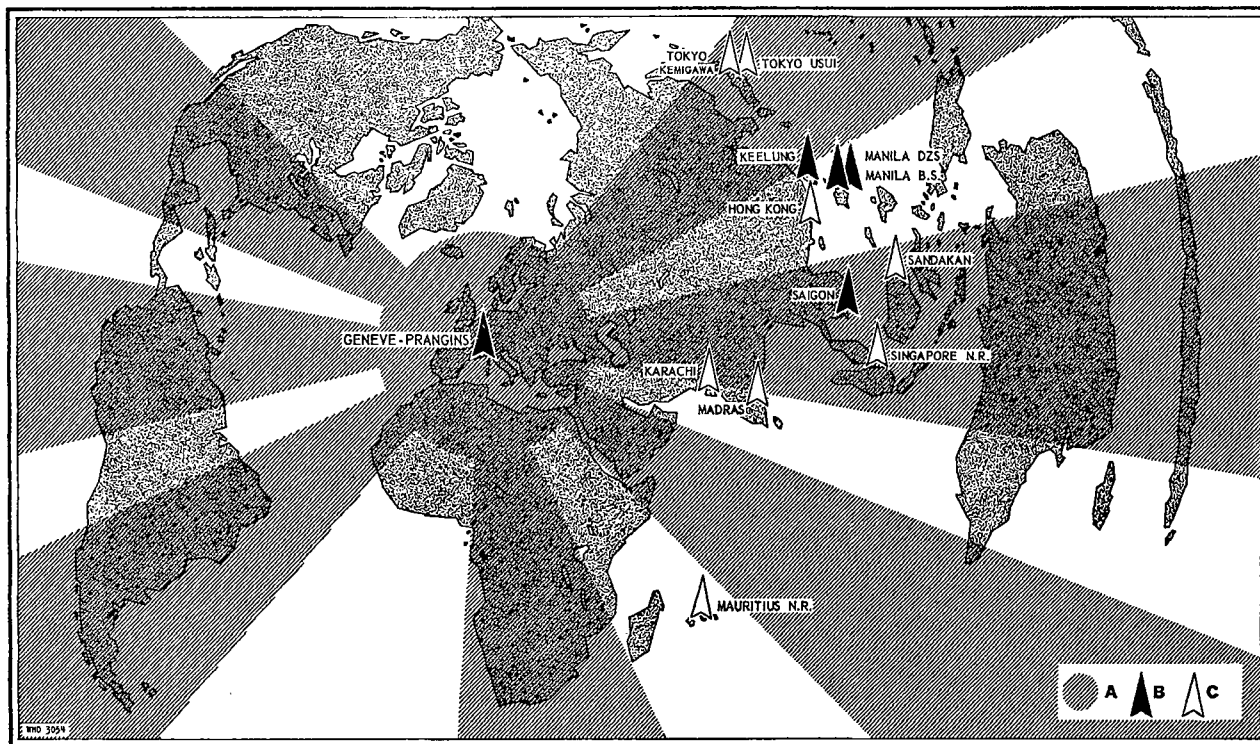 TOKYO
KEMIGAWA
TOKYO USUI
KEELUNG
MANILA DZS
MANILA B.S.
HONG KONG
SANDAKAN
SAIGON
GENEVE-PRANGINS
SINGAPORE N.R.
KARACHI
MADRAS
MAURITIUS N.R.
A B C
WHO 3034